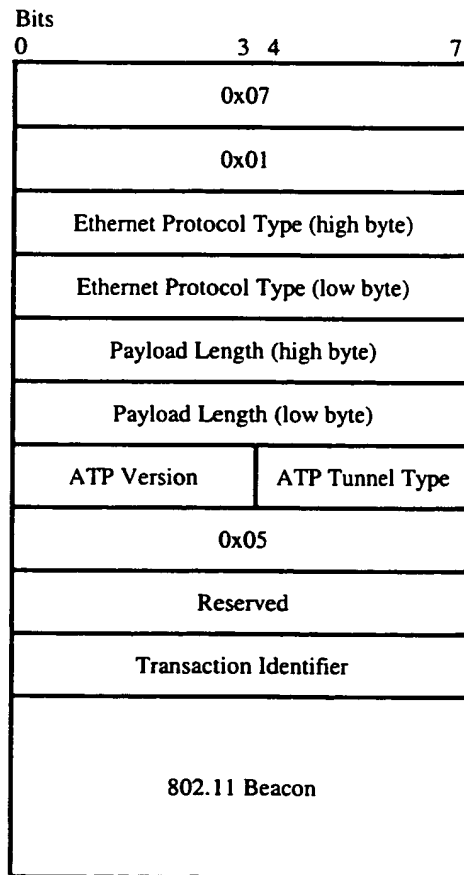 Bits
0 3 4 7
0x07
0x01
Ethernet Protocol Type (high byte)
Ethernet Protocol Type (low byte)
Payload Length (high byte)
Payload Length (low byte)
ATP Version ATP Tunnel Type
0x05
Reserved
Transaction Identifier
802.11 Beacon